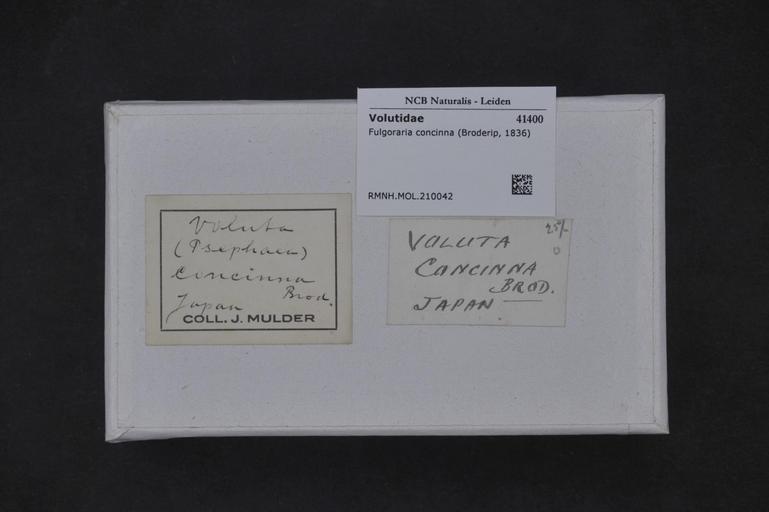 NCB Naturalis - Leiden
Volutidae 41400
Fulgoraria concinna (Broderip, 1836)
RMNH.MOL.210042
Voluta
(Psephaea)
concinna
Brod.
Japan
COLL. J. MULDER
25/-
VOLUTA
CONCINNA
BROD.
JAPAN